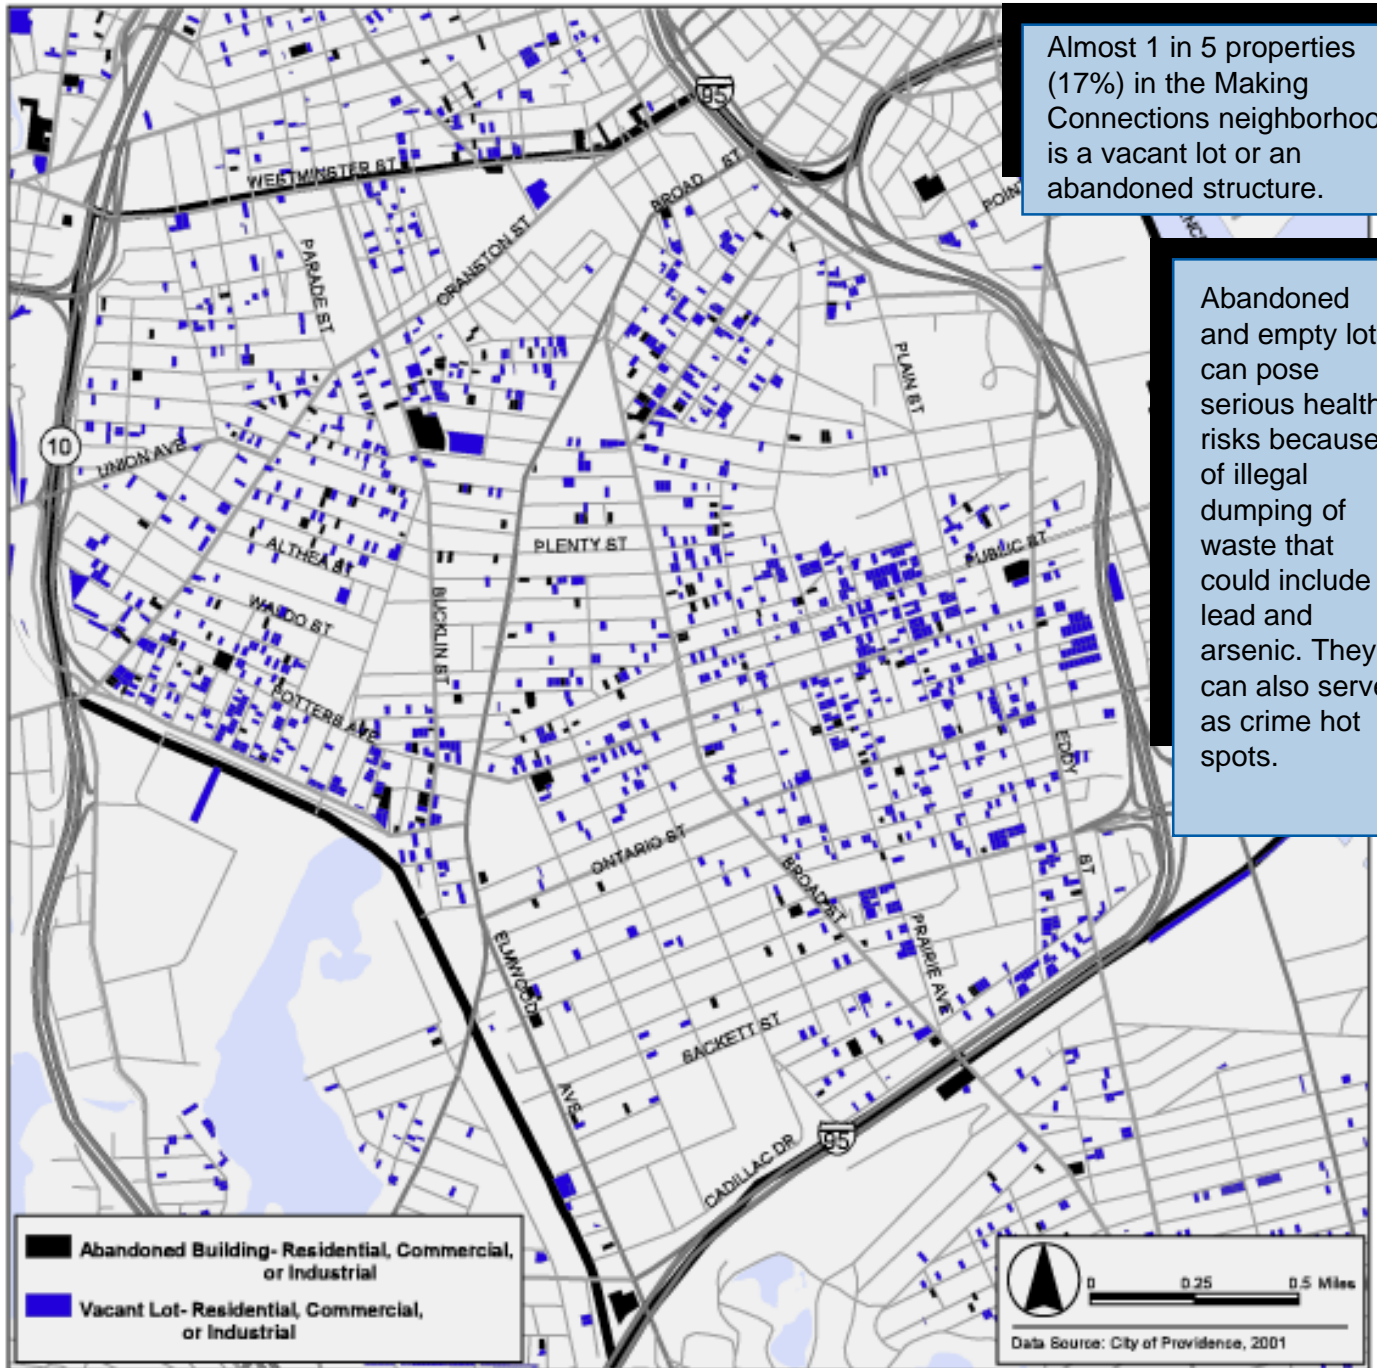 Almost 1 in 5 properties
(17%) in the Making
Connections neighborhoo
is a vacant lot or an
abandoned structure.
Abandoned
and empty lot
can pose
serious health
risks because
of illegal
dumping of
waste that
could include
lead and
arsenic. They
can also serve
as crime hot
spots.
95
WESTMINSTER ST
BROAD ST
POIN
PARADE ST
CRANSTON ST
PLAIN ST
10
UNION AVE
PLENTY ST
PUBLIC ST
ALTHEA ST
WALDO ST
BUCKLIN ST
POTTERS AVE
EDDY ST
ONTARIO ST
BROAD ST
PRAIRIE AVE
ELMWOOD AVE
SACKETT ST
CADILLAC DR
95
Abandoned Building- Residential, Commercial,
or Industrial
Vacant Lot- Residential, Commercial,
or Industrial
0 0.25 0.5 Miles
Data Source: City of Providence, 2001